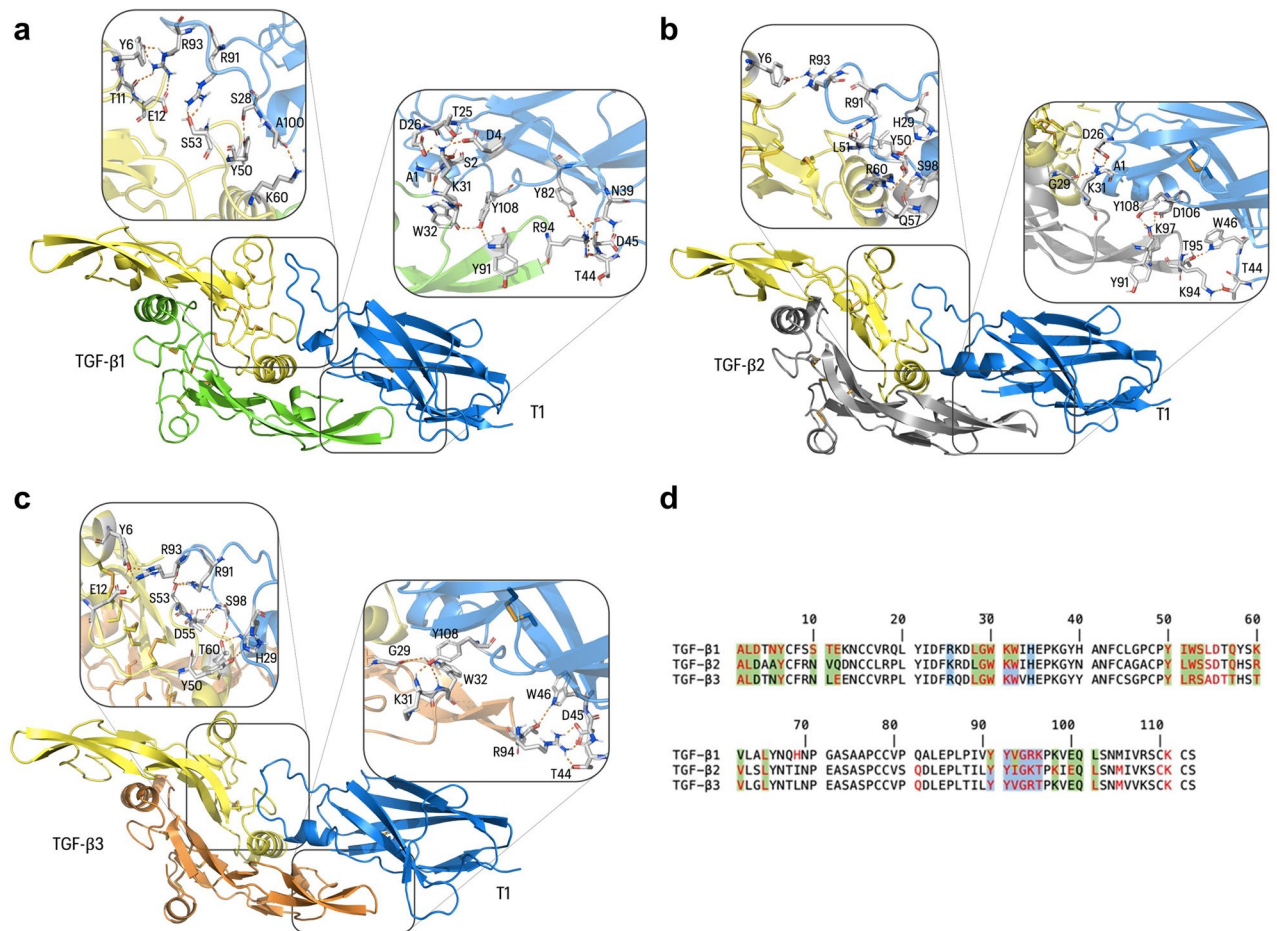 a
Y6
R93
R91
T11
E12
S28
A100
S53
Y50
K60
D26
T25
D4
A1
S2
K31
Y82
N39
W32
Y108
R94
D45
Y91
T44
TGF-β1
T1
b
Y6
R93
R91
H29
L51
Y50
R60
S98
Q57
D26
G29
K31
A1
Y108
D106
K97
W46
T95
Y91
K94
T44
TGF-β2
T1
c
Y6
R93
R91
E12
S53
S98
D55
T60
H29
Y50
G29
Y108
W32
K31
W46
D45
R94
T44
TGF-β3
T1
d
10 20 30 40 50 60
TGF-β1 ALDTNYCFSS TEKNCCVRQL YIDFRKDLGW KWIHEPKGYH ANFCLGPCPY IWSLDTQYSK
TGF-β2 ALDAAYCFRN VQDNCCLRPL YIDFKRDLGW KWIHEPKGYN ANFCAGACPY LWSSDTQHSR
TGF-β3 ALDTNYCFRN LEENCCVRPL YIDFRQDLGW KWVHEPKGYY ANFCSGPCPY LRSADTTHST
70 80 90 100 110
TGF-β1 VLALYNQHNP GASAAPCCVP QALEPLPIVY YVGRKPKVEQ LSNMIVRSCK CS
TGF-β2 VLSLYNTINP EASASPCCVS QDLEPLTILY YIGKTPKIEQ LSNMIVKSCK CS
TGF-β3 VLGLYNTLNP EASASPCCVP QDLEPLTILY YVGRTPKVEQ LSNMVVKSCK CS